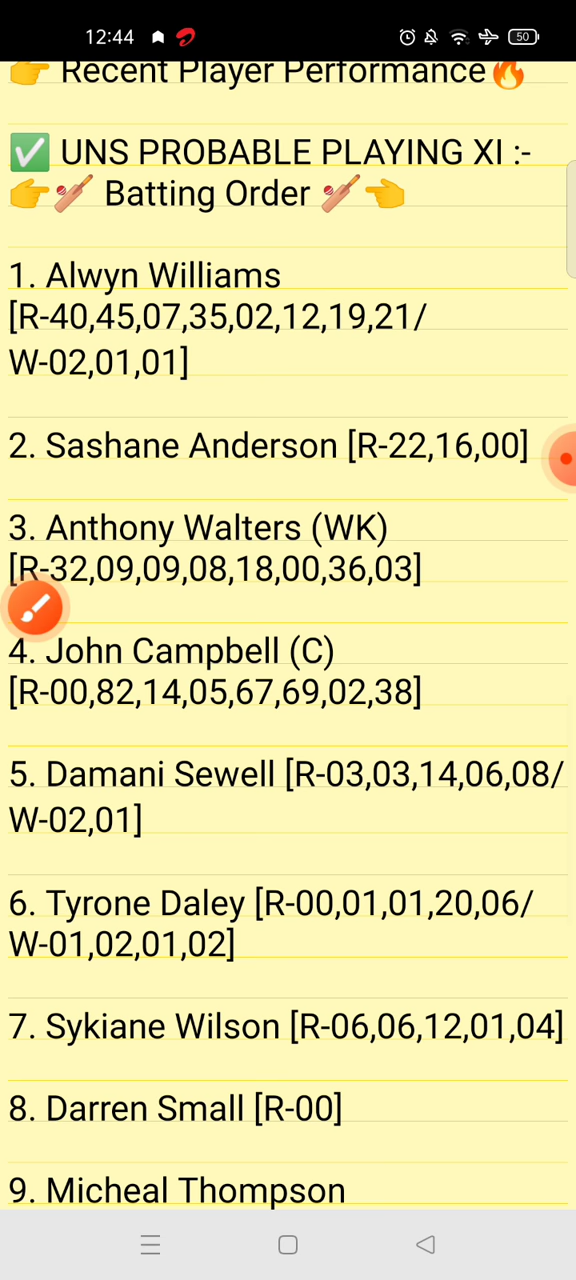 12:44
50
👉 Recent Player Performance🔥
✅ UNS PROBABLE PLAYING XI :-
👉🏏 Batting Order 🏏👈
1. Alwyn Williams
[R-40,45,07,35,02,12,19,21/
W-02,01,01]
2. Sashane Anderson [R-22,16,00]
3. Anthony Walters (WK)
[R-32,09,09,08,18,00,36,03]
4. John Campbell (C)
[R-00,82,14,05,67,69,02,38]
5. Damani Sewell [R-03,03,14,06,08/
W-02,01]
6. Tyrone Daley [R-00,01,01,20,06/
W-01,02,01,02]
7. Sykiane Wilson [R-06,06,12,01,04]
8. Darren Small [R-00]
9. Micheal Thompson